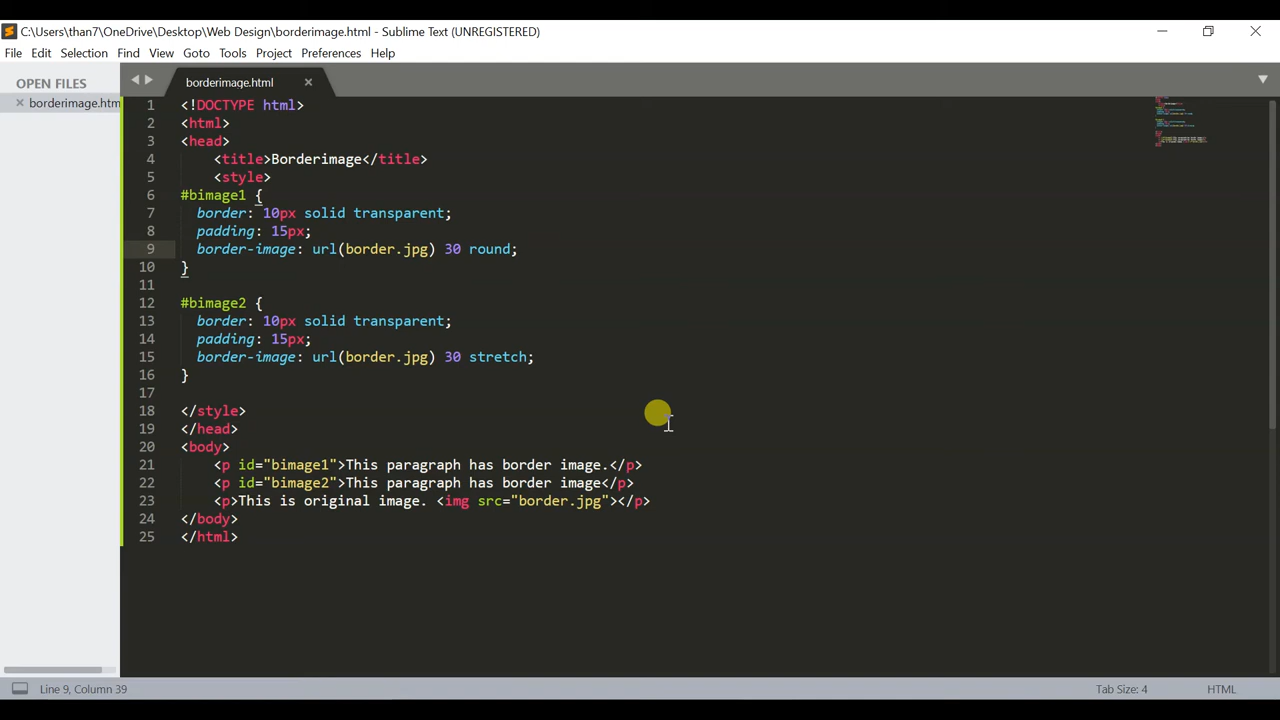 C:\Users\than7\OneDrive\Desktop\Web Design\borderimage.html - Sublime Text (UNREGISTERED)
File Edit Selection Find View Goto Tools Project Preferences Help
OPEN FILES
borderimage.html
borderimage.htm
1 <!DOCTYPE html>
2 <html>
3 <head>
4 <title>Borderimage</title>
5 <style>
6 #bimage1 {
7 border: 10px solid transparent;
8 padding: 15px;
9 border-image: url(border.jpg) 30 round;
10 }
11
12 #bimage2 {
13 border: 10px solid transparent;
14 padding: 15px;
15 border-image: url(border.jpg) 30 stretch;
16 }
17
18 </style>
19 </head>
20 <body>
21 <p id="bimage1">This paragraph has border image.</p>
22 <p id="bimage2">This paragraph has border image</p>
23 <p>This is original image. <img src="border.jpg"></p>
24 </body>
25 </html>
Line 9, Column 39
Tab Size: 4
HTML